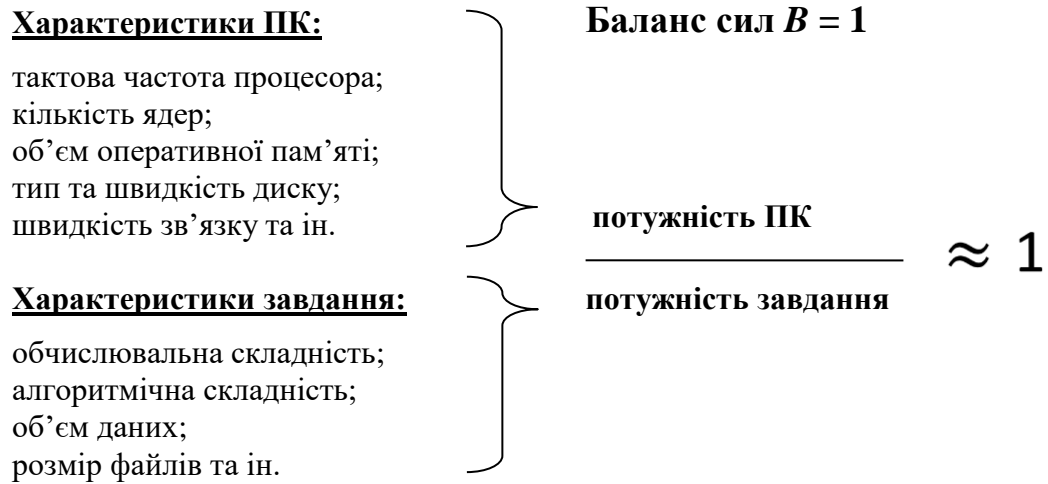 Характеристики ПК:
тактова частота процесора;
кількість ядер;
об’єм оперативної пам’яті;
тип та швидкість диску;
швидкість зв’язку та ін.
Характеристики завдання:
обчислювальна складність;
алгоритмічна складність;
об’єм даних;
розмір файлів та ін.
Баланс сил B = 1
потужність ПК
потужність завдання
≈ 1